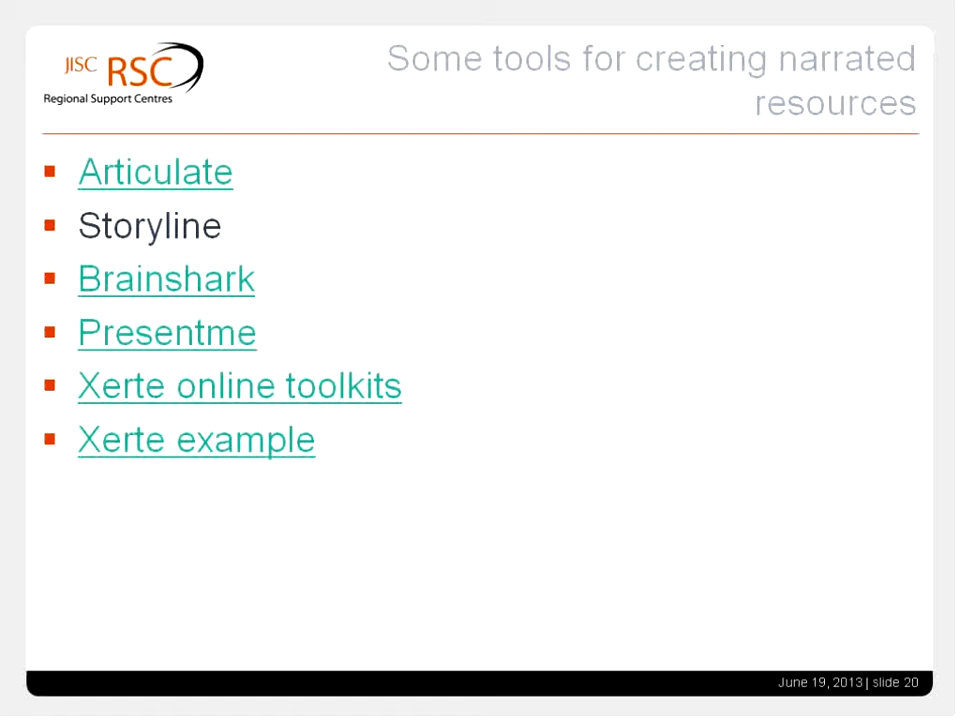 JISC RSC
Regional Support Centres
Some tools for creating narrated
resources
Articulate
Storyline
Brainshark
Presentme
Xerte online toolkits
Xerte example
June 19, 2013 | slide 20